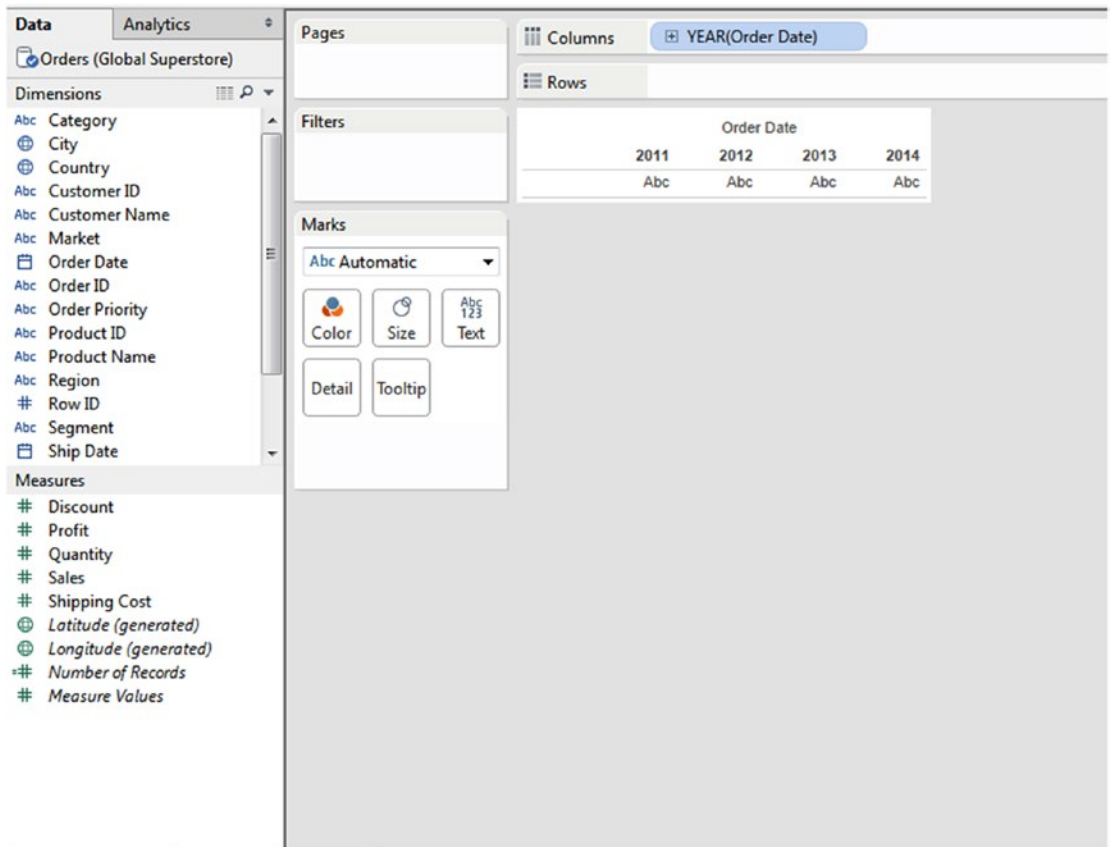 Data
Analytics
Orders (Global Superstore)
Dimensions
Abc Category
City
Country
Abc Customer ID
Abc Customer Name
Abc Market
Order Date
Abc Order ID
Abc Order Priority
Abc Product ID
Abc Product Name
Abc Region
# Row ID
Abc Segment
Ship Date
Measures
# Discount
# Profit
# Quantity
# Sales
# Shipping Cost
Latitude (generated)
Longitude (generated)
=# Number of Records
# Measure Values
Pages
Filters
Marks
Abc Automatic
Color Size Abc 123 Text
Detail Tooltip
Columns YEAR(Order Date)
Rows
Order Date
2011 2012 2013 2014
Abc Abc Abc Abc